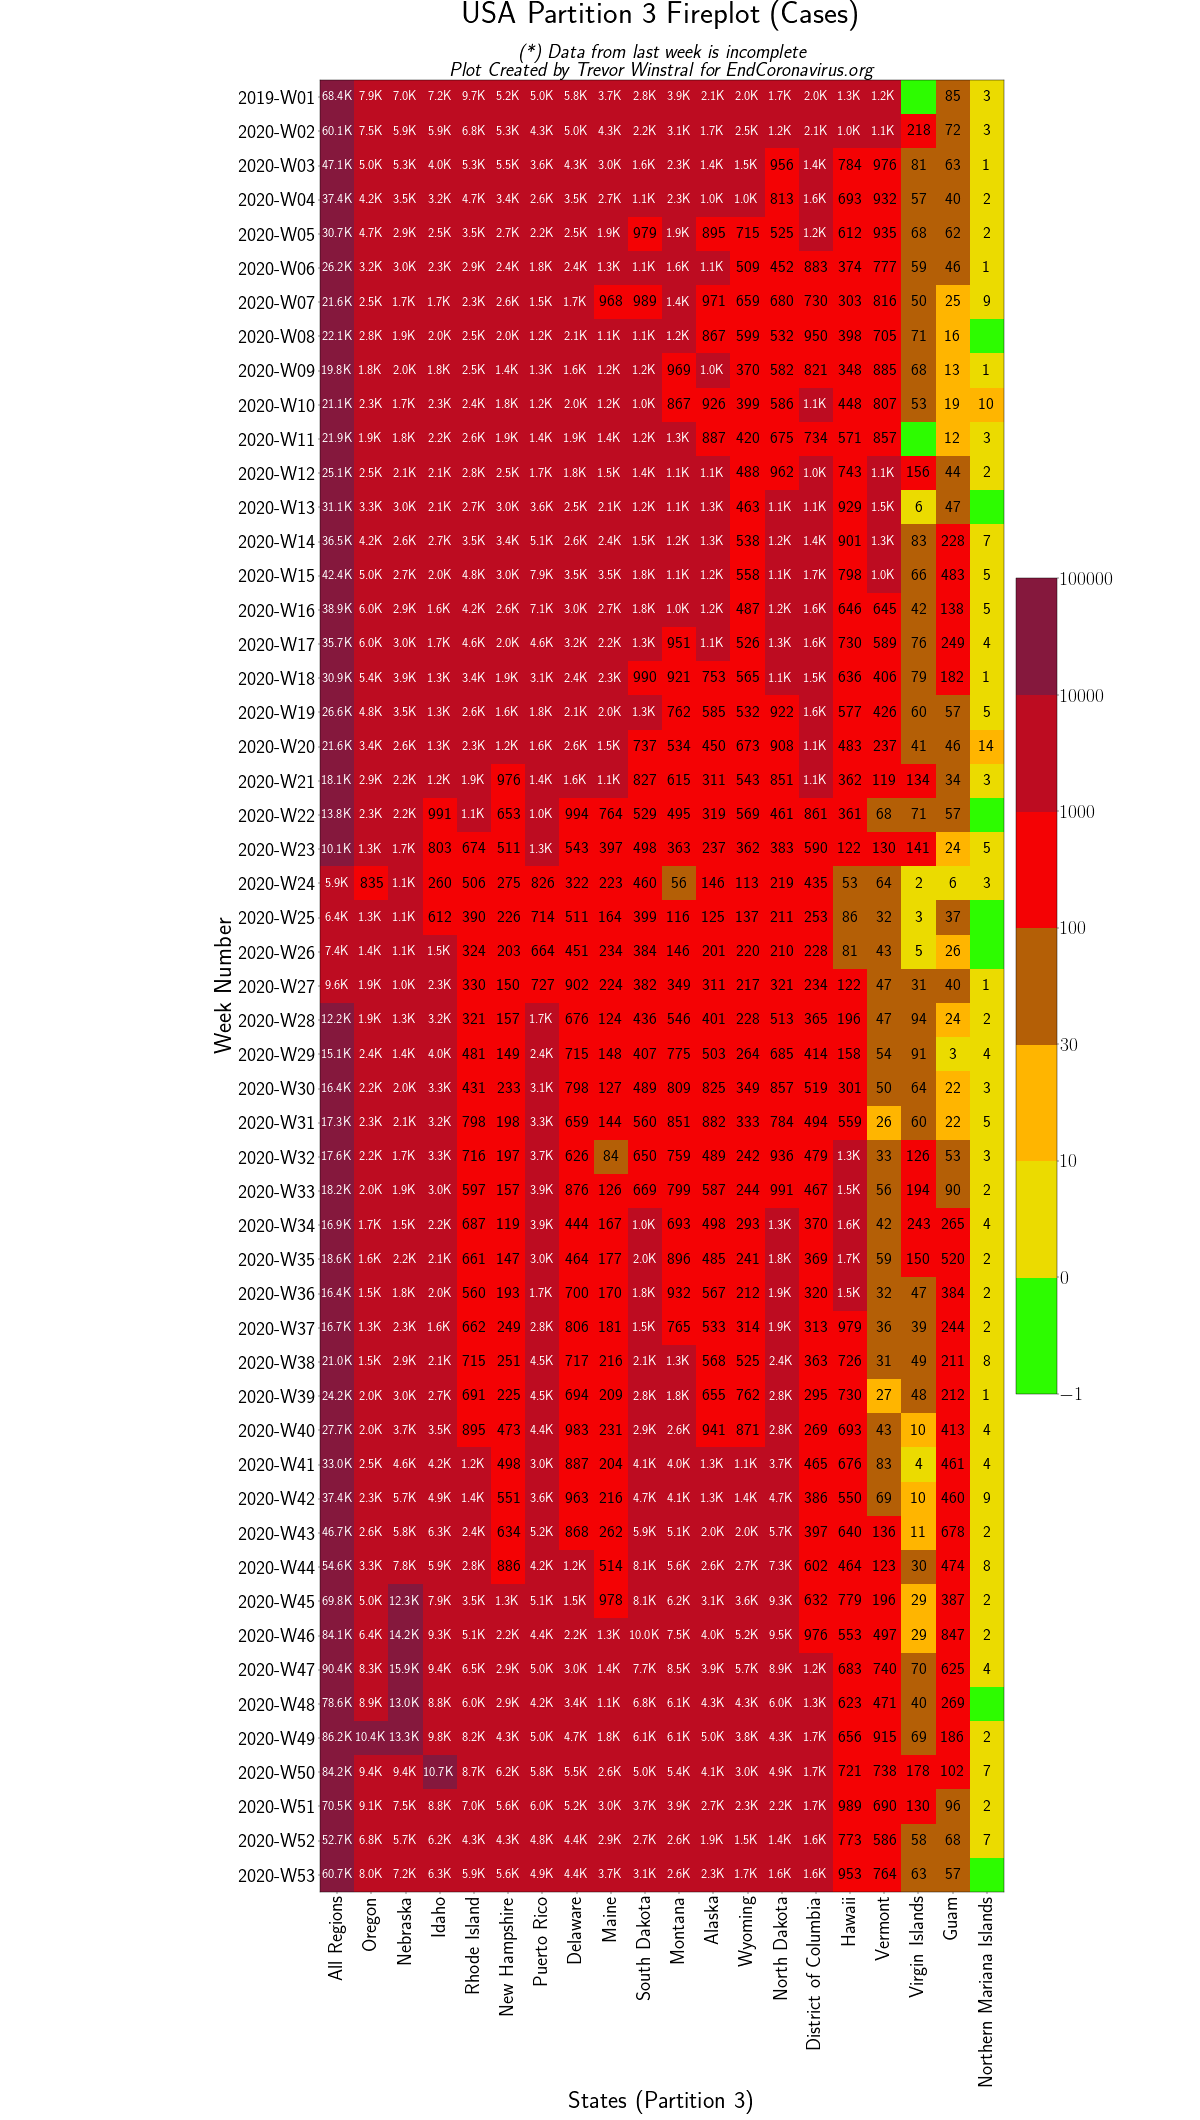 USA Partition 3 Fireplot (Cases)
(*) Data from last week is incomplete
Plot Created by Trevor Winstral for EndCoronavirus.org
2019-W01 68.4K 7.9K 7.0K 7.2K 9.7K 5.2K 5.0K 5.8K 3.7K 2.8K 3.9K 2.1K 2.0K 1.7K 2.0K 1.3K 1.2K 85 3
2020-W02 60.1K 7.5K 5.9K 5.9K 6.8K 5.3K 4.3K 5.0K 4.3K 2.2K 3.1K 1.7K 2.5K 1.2K 2.1K 1.0K 1.1K 218 72 3
2020-W03 47.1K 5.0K 5.3K 4.0K 5.3K 5.5K 3.6K 4.3K 3.0K 1.6K 2.3K 1.4K 1.5K 956 1.4K 784 976 81 63 1
2020-W04 37.4K 4.2K 3.5K 3.2K 4.7K 3.4K 2.6K 3.5K 2.7K 1.1K 2.3K 1.0K 1.0K 813 1.6K 693 932 57 40 2
2020-W05 30.7K 4.7K 2.9K 2.5K 3.5K 2.7K 2.2K 2.5K 1.9K 979 1.9K 895 715 525 1.2K 612 935 68 62 2
2020-W06 26.2K 3.2K 3.0K 2.3K 2.9K 2.4K 1.8K 2.4K 1.3K 1.1K 1.6K 1.1K 509 452 883 374 777 59 46 1
2020-W07 21.6K 2.5K 1.7K 1.7K 2.3K 2.6K 1.5K 1.7K 968 989 1.4K 971 659 680 730 303 816 50 25 9
2020-W08 22.1K 2.8K 1.9K 2.0K 2.5K 2.0K 1.2K 2.1K 1.1K 1.1K 1.2K 867 599 532 950 398 705 71 16
2020-W09 19.8K 1.8K 2.0K 1.8K 2.5K 1.4K 1.3K 1.6K 1.2K 1.2K 969 1.0K 370 582 821 348 885 68 13 1
2020-W10 21.1K 2.3K 1.7K 2.3K 2.4K 1.8K 1.2K 2.0K 1.2K 1.0K 867 926 399 586 1.1K 448 807 53 19 10
2020-W11 21.9K 1.9K 1.8K 2.2K 2.6K 1.9K 1.4K 1.9K 1.4K 1.2K 1.3K 887 420 675 734 571 857 12 3
2020-W12 25.1K 2.5K 2.1K 2.1K 2.8K 2.5K 1.7K 1.8K 1.5K 1.4K 1.1K 1.1K 488 962 1.0K 743 1.1K 156 44 2
2020-W13 31.1K 3.3K 3.0K 2.1K 2.7K 3.0K 3.6K 2.5K 2.1K 1.2K 1.1K 1.3K 463 1.1K 1.1K 929 1.5K 6 47
2020-W14 36.5K 4.2K 2.6K 2.7K 3.5K 3.4K 5.1K 2.6K 2.4K 1.5K 1.2K 1.3K 538 1.2K 1.4K 901 1.3K 83 228 7
2020-W15 42.4K 5.0K 2.7K 2.0K 4.8K 3.0K 7.9K 3.5K 3.5K 1.8K 1.1K 1.2K 558 1.1K 1.7K 798 1.0K 66 483 5
2020-W16 38.9K 6.0K 2.9K 1.6K 4.2K 2.6K 7.1K 3.0K 2.7K 1.8K 1.0K 1.2K 487 1.2K 1.6K 646 645 42 138 5
2020-W17 35.7K 6.0K 3.0K 1.7K 4.6K 2.0K 4.6K 3.2K 2.2K 1.3K 951 1.1K 526 1.3K 1.6K 730 589 76 249 4
2020-W18 30.9K 5.4K 3.9K 1.3K 3.4K 1.9K 3.1K 2.4K 2.3K 990 921 753 565 1.1K 1.5K 636 406 79 182 1
2020-W19 26.6K 4.8K 3.5K 1.3K 2.6K 1.6K 1.8K 2.1K 2.0K 1.3K 762 585 532 922 1.6K 577 426 60 57 5
2020-W20 21.6K 3.4K 2.6K 1.3K 2.3K 1.2K 1.6K 2.6K 1.5K 737 534 450 673 908 1.1K 483 237 41 46 14
2020-W21 18.1K 2.9K 2.2K 1.2K 1.9K 976 1.4K 1.6K 1.1K 827 615 311 543 851 1.1K 362 119 134 34 3
2020-W22 13.8K 2.3K 2.2K 991 1.1K 653 1.0K 994 764 529 495 319 569 461 861 361 68 71 57
2020-W23 10.1K 1.3K 1.7K 803 674 511 1.3K 543 397 498 363 237 362 383 590 122 130 141 24 5
2020-W24 5.9K 835 1.1K 260 506 275 826 322 223 460 56 146 113 219 435 53 64 2 6 3
2020-W25 6.4K 1.3K 1.1K 612 390 226 714 511 164 399 116 125 137 211 253 86 32 3 37
2020-W26 7.4K 1.4K 1.1K 1.5K 324 203 664 451 234 384 146 201 220 210 228 81 43 5 26
2020-W27 9.6K 1.9K 1.0K 2.3K 330 150 727 902 224 382 349 311 217 321 234 122 47 31 40 1
2020-W28 12.2K 1.9K 1.3K 3.2K 321 157 1.7K 676 124 436 546 401 228 513 365 196 47 94 24 2
2020-W29 15.1K 2.4K 1.4K 4.0K 481 149 2.4K 715 148 407 775 503 264 685 414 158 54 91 3 4
2020-W30 16.4K 2.2K 2.0K 3.3K 431 233 3.1K 798 127 489 809 825 349 857 519 301 50 64 22 3
2020-W31 17.3K 2.3K 2.1K 3.2K 798 198 3.3K 659 144 560 851 882 333 784 494 559 26 60 22 5
2020-W32 17.6K 2.2K 1.7K 3.3K 716 197 3.7K 626 84 650 759 489 242 936 479 1.3K 33 126 53 3
2020-W33 18.2K 2.0K 1.9K 3.0K 597 157 3.9K 876 126 669 799 587 244 991 467 1.5K 56 194 90 2
2020-W34 16.9K 1.7K 1.5K 2.2K 687 119 3.9K 444 167 1.0K 693 498 293 1.3K 370 1.6K 42 243 265 4
2020-W35 18.6K 1.6K 2.2K 2.1K 661 147 3.0K 464 177 2.0K 896 485 241 1.8K 369 1.7K 59 150 520 2
2020-W36 16.4K 1.5K 1.8K 2.0K 560 193 1.7K 700 170 1.8K 932 567 212 1.9K 320 1.5K 32 47 384 2
2020-W37 16.7K 1.3K 2.3K 1.6K 662 249 2.8K 806 181 1.5K 765 533 314 1.9K 313 979 36 39 244 2
2020-W38 21.0K 1.5K 2.9K 2.1K 715 251 4.5K 717 216 2.1K 1.3K 568 525 2.4K 363 726 31 49 211 8
2020-W39 24.2K 2.0K 3.0K 2.7K 691 225 4.5K 694 209 2.8K 1.8K 655 762 2.8K 295 730 27 48 212 1
2020-W40 27.7K 2.0K 3.7K 3.5K 895 473 4.4K 983 231 2.9K 2.6K 941 871 2.8K 269 693 43 10 413 4
2020-W41 33.0K 2.5K 4.6K 4.2K 1.2K 498 3.0K 887 204 4.1K 4.0K 1.3K 1.1K 3.7K 465 676 83 4 461 4
2020-W42 37.4K 2.3K 5.7K 4.9K 1.4K 551 3.6K 963 216 4.7K 4.1K 1.3K 1.4K 4.7K 386 550 69 10 460 9
2020-W43 46.7K 2.6K 5.8K 6.3K 2.4K 634 5.2K 868 262 5.9K 5.1K 2.0K 2.0K 5.7K 397 640 136 11 678 2
2020-W44 54.6K 3.3K 7.8K 5.9K 2.8K 886 4.2K 1.2K 514 8.1K 5.6K 2.6K 2.7K 7.3K 602 464 123 30 474 8
2020-W45 69.8K 5.0K 12.3K 7.9K 3.5K 1.3K 5.1K 1.5K 978 8.1K 6.2K 3.1K 3.6K 9.3K 632 779 196 29 387 2
2020-W46 84.1K 6.4K 14.2K 9.3K 5.1K 2.2K 4.4K 2.2K 1.3K 10.0K 7.5K 4.0K 5.2K 9.5K 976 553 497 29 847 2
2020-W47 90.4K 8.3K 15.9K 9.4K 6.5K 2.9K 5.0K 3.0K 1.4K 7.7K 8.5K 3.9K 5.7K 8.9K 1.2K 683 740 70 625 4
2020-W48 78.6K 8.9K 13.0K 8.8K 6.0K 2.9K 4.2K 3.4K 1.1K 6.8K 6.1K 4.3K 4.3K 6.0K 1.3K 623 471 40 269
2020-W49 86.2K 10.4K 13.3K 9.8K 8.2K 4.3K 5.0K 4.7K 1.8K 6.1K 6.1K 5.0K 3.8K 4.3K 1.7K 656 915 69 186 2
2020-W50 84.2K 9.4K 9.4K 10.7K 8.7K 6.2K 5.8K 5.5K 2.6K 5.0K 5.4K 4.1K 3.0K 4.9K 1.7K 721 738 178 102 7
2020-W51 70.5K 9.1K 7.5K 8.8K 7.0K 5.6K 6.0K 5.2K 3.0K 3.7K 3.9K 2.7K 2.3K 2.2K 1.7K 989 690 130 96 2
2020-W52 52.7K 6.8K 5.7K 6.2K 4.3K 4.3K 4.8K 4.4K 2.9K 2.7K 2.6K 1.9K 1.5K 1.4K 1.6K 773 586 58 68 7
2020-W53 60.7K 8.0K 7.2K 6.3K 5.9K 5.6K 4.9K 4.4K 3.7K 3.1K 2.6K 2.3K 1.7K 1.6K 1.6K 953 764 63 57
Week Number
All Regions
Oregon
Nebraska
Idaho
Rhode Island
New Hampshire
Puerto Rico
Delaware
Maine
South Dakota
Montana
Alaska
Wyoming
North Dakota
District of Columbia
Hawaii
Vermont
Virgin Islands
Guam
Northern Mariana Islands
States (Partition 3)
100000
10000
1000
100
30
10
0
−1